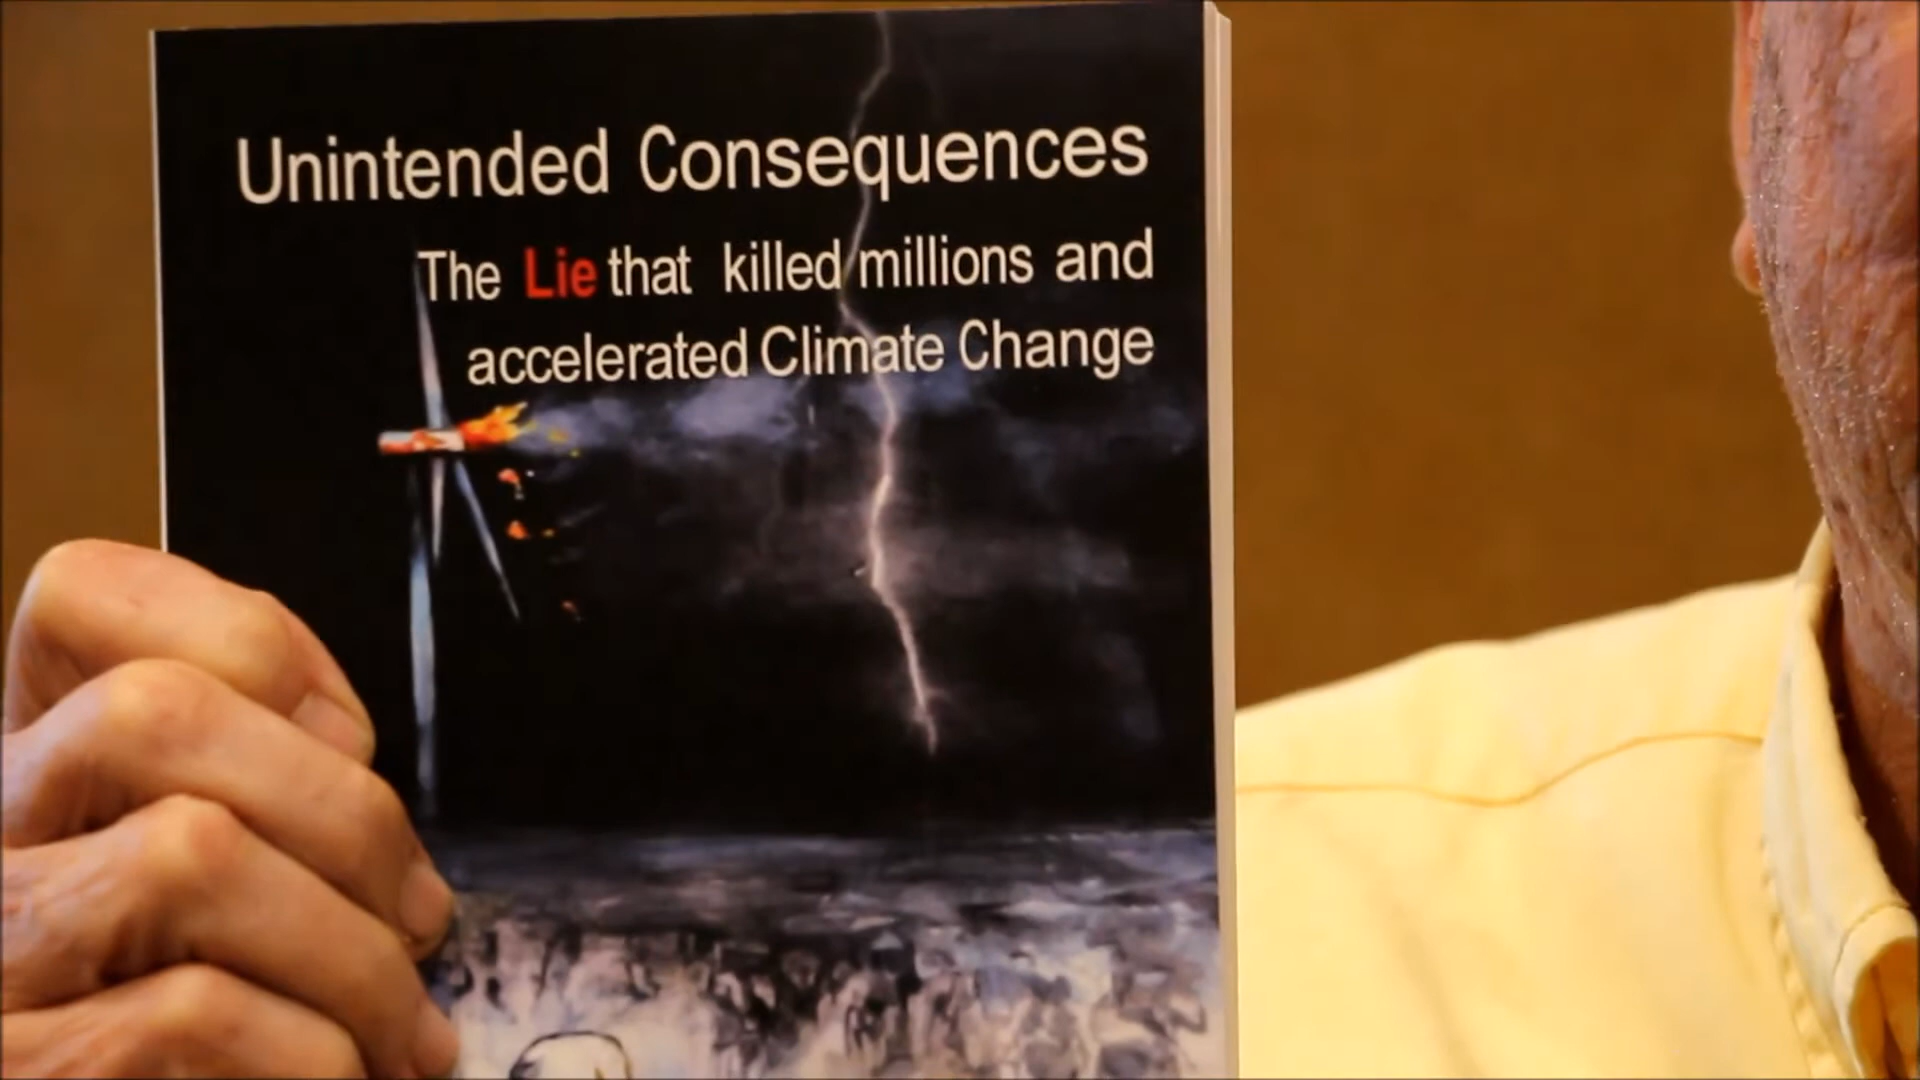 Unintended Consequences
The Lie that killed millions and
accelerated Climate Change